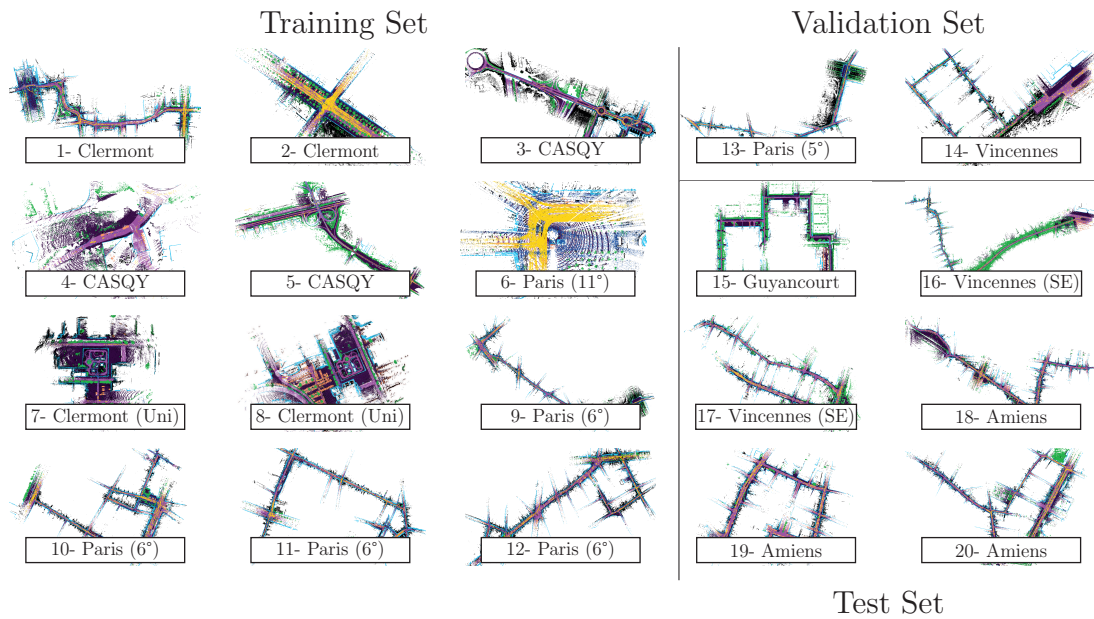 Training Set
Validation Set
1- Clermont
2- Clermont
3- CASQY
13- Paris (5°)
14- Vincennes
4- CASQY
5- CASQY
6- Paris (11°)
15- Guyancourt
16- Vincennes (SE)
7- Clermont (Uni)
8- Clermont (Uni)
9- Paris (6°)
17- Vincennes (SE)
18- Amiens
10- Paris (6°)
11- Paris (6°)
12- Paris (6°)
19- Amiens
20- Amiens
Test Set